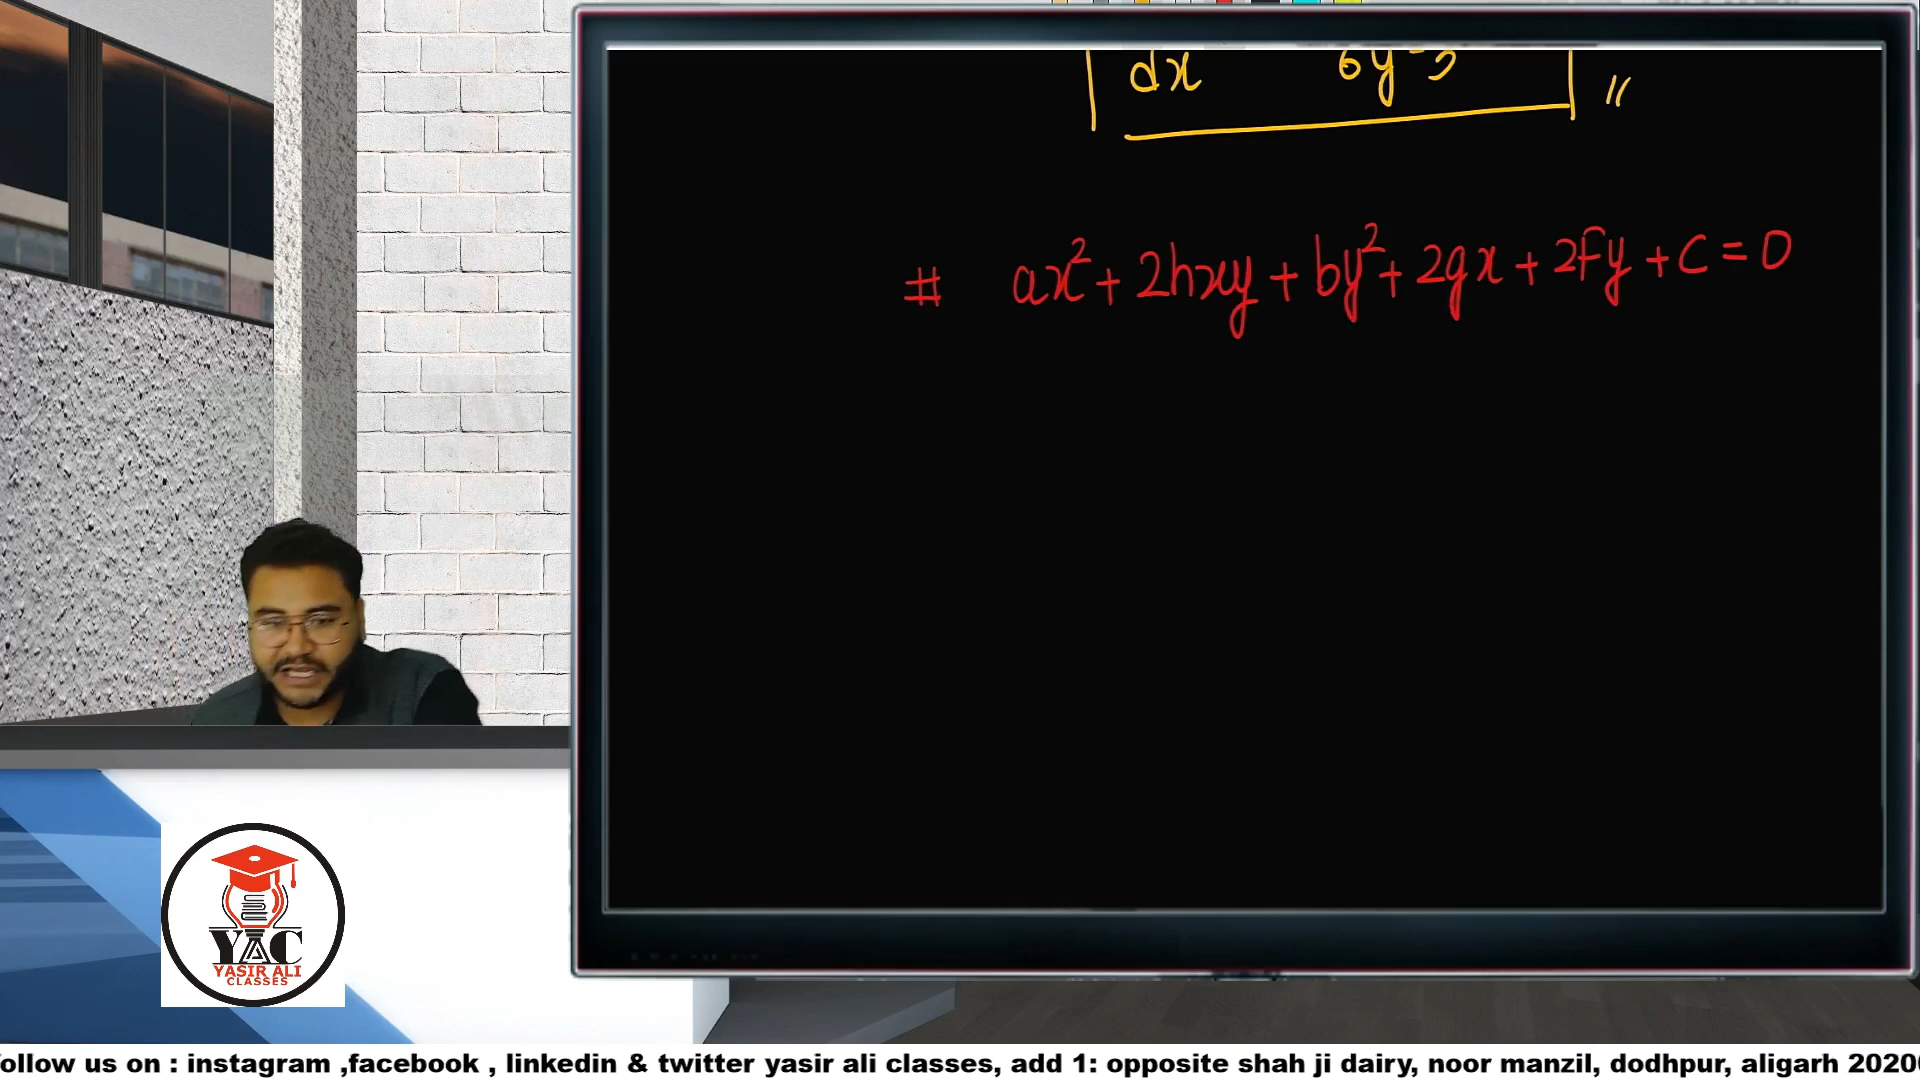 dx 6y-5 "
# ax² + 2hxy + by² + 2gx + 2fy + c = 0
YAC
YASIR ALI
CLASSES
ollow us on : instagram ,facebook , linkedin & twitter yasir ali classes, add 1: opposite shah ji dairy, noor manzil, dodhpur, aligarh 2020